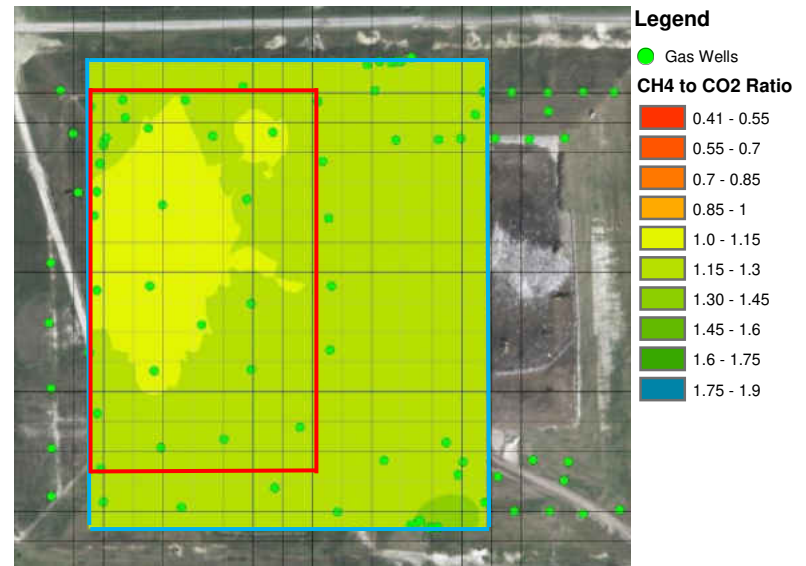 Legend
Gas Wells
CH4 to CO2 Ratio
0.41 - 0.55
0.55 - 0.7
0.7 - 0.85
0.85 - 1
1.0 - 1.15
1.15 - 1.3
1.30 - 1.45
1.45 - 1.6
1.6 - 1.75
1.75 - 1.9